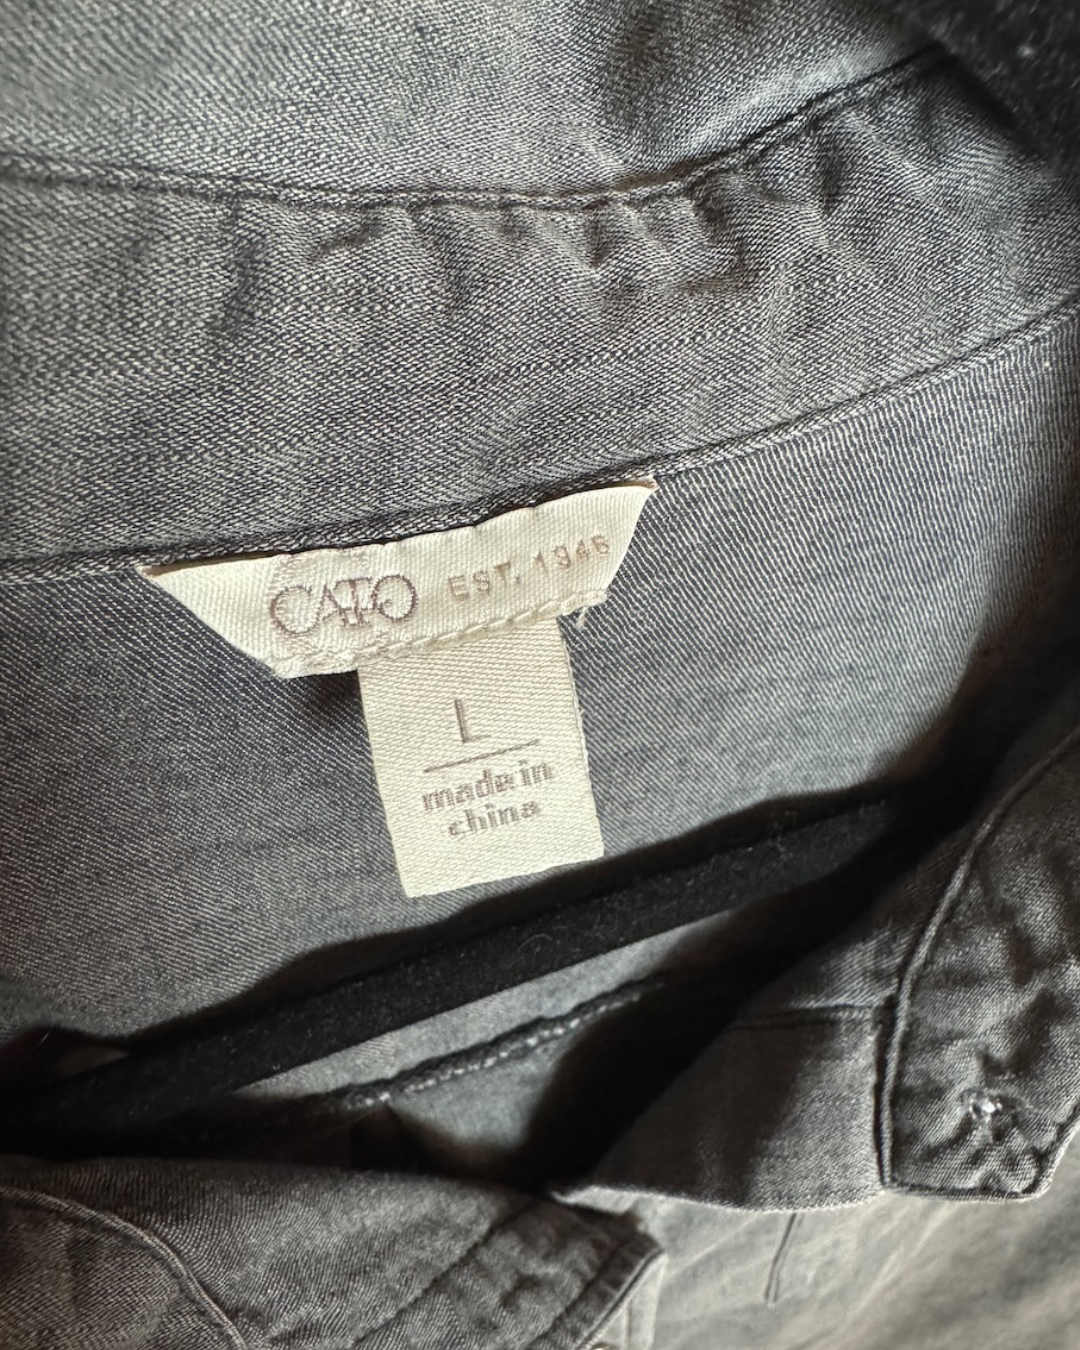 CATO EST. 1946
L
made in
china